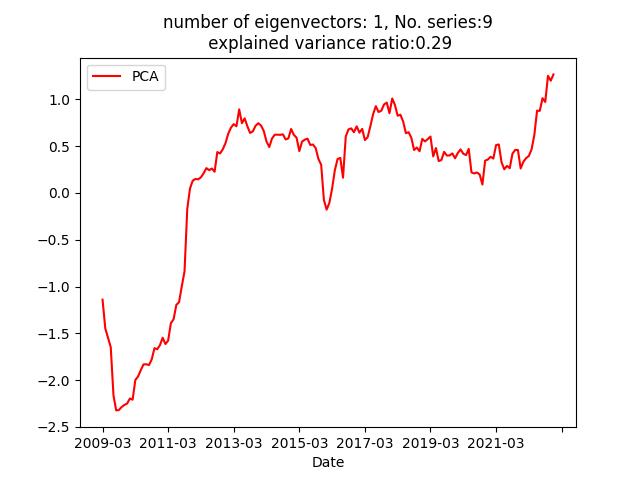 number of eigenvectors: 1, No. series:9
explained variance ratio:0.29
PCA
1.0
0.5
0.0
−0.5
−1.0
−1.5
−2.0
−2.5
2009-03 2011-03 2013-03 2015-03 2017-03 2019-03 2021-03
Date